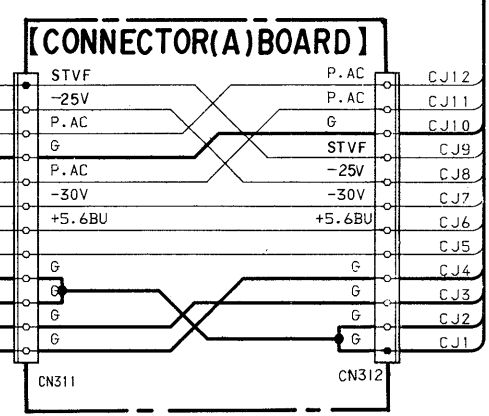 【CONNECTOR(A)BOARD】
STVF P.AC CJ12
-25V P.AC CJ11
P.AC G CJ10
G STVF CJ9
P.AC -25V CJ8
-30V -30V CJ7
+5.6BU +5.6BU CJ6
CJ5
G G CJ4
G G CJ3
G G CJ2
G G CJ1
CN311 CN312